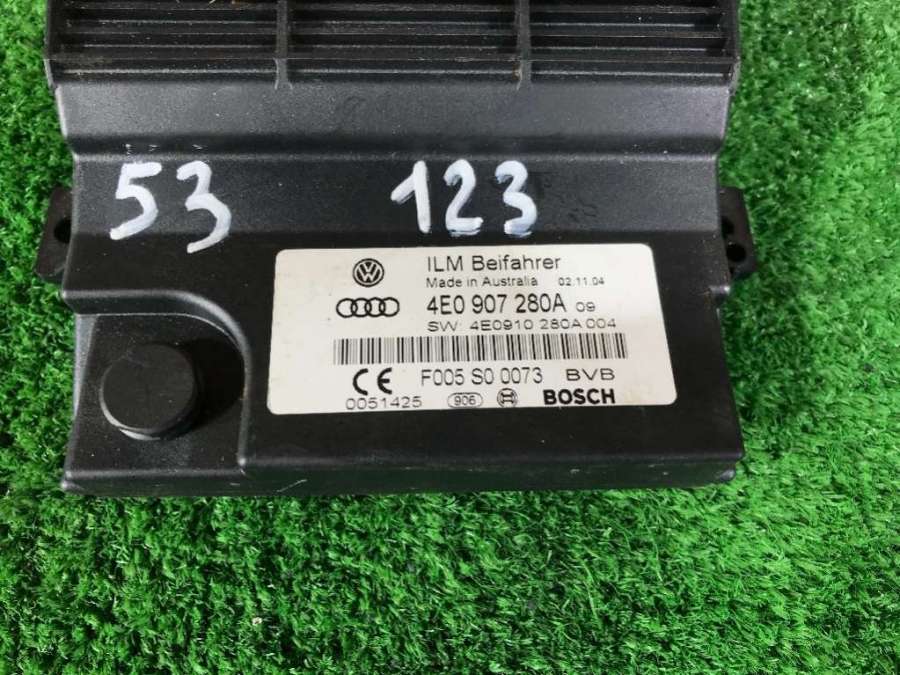 53 123
ILM Beifahrer
Made in Australia 02.11.04
4E0 907 280A 09
SW: 4E0910 280A 004
F005 S0 0073 BVB
CE
0051425 906 BOSCH